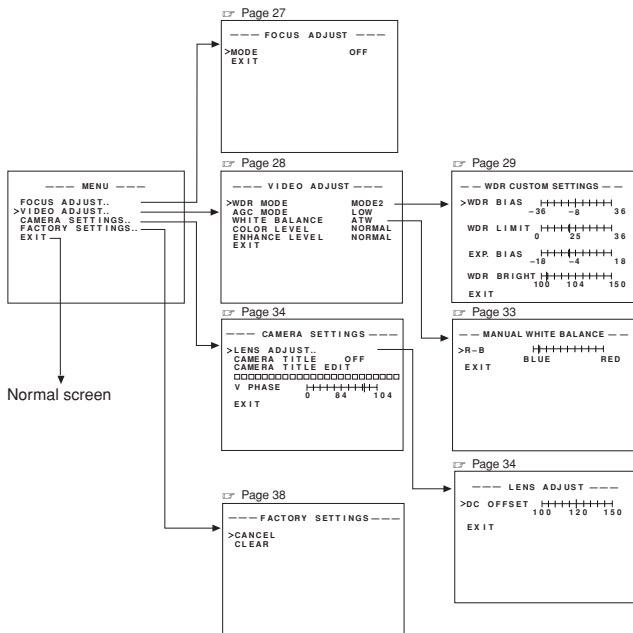 ☞ Page 27
――― FOCUS ADJUST ―――
>MODE OFF
EXIT
――― MENU ―――
FOCUS ADJUST..
>VIDEO ADJUST..
CAMERA SETTINGS..
FACTORY SETTINGS..
EXIT
Normal screen
☞ Page 28
――― VIDEO ADJUST ―――
>WDR MODE MODE2
AGC MODE LOW
WHITE BALANCE ATW
COLOR LEVEL NORMAL
ENHANCE LEVEL NORMAL
EXIT
☞ Page 29
―― WDR CUSTOM SETTINGS ――
>WDR BIAS
−36 −8 36
WDR LIMIT
0 25 36
EXP. BIAS
−18 −4 18
WDR BRIGHT
100 104 150
EXIT
☞ Page 34
――― CAMERA SETTINGS ―――
>LENS ADJUST..
CAMERA TITLE OFF
CAMERA TITLE EDIT
□□□□□□□□□□□□□□□□□□□□□□□□
V PHASE
0 84 104
EXIT
☞ Page 33
―― MANUAL WHITE BALANCE ――
>R−B
BLUE RED
EXIT
☞ Page 38
――― FACTORY SETTINGS ―――
>CANCEL
CLEAR
☞ Page 34
――― LENS ADJUST ―――
>DC OFFSET
100 120 150
EXIT